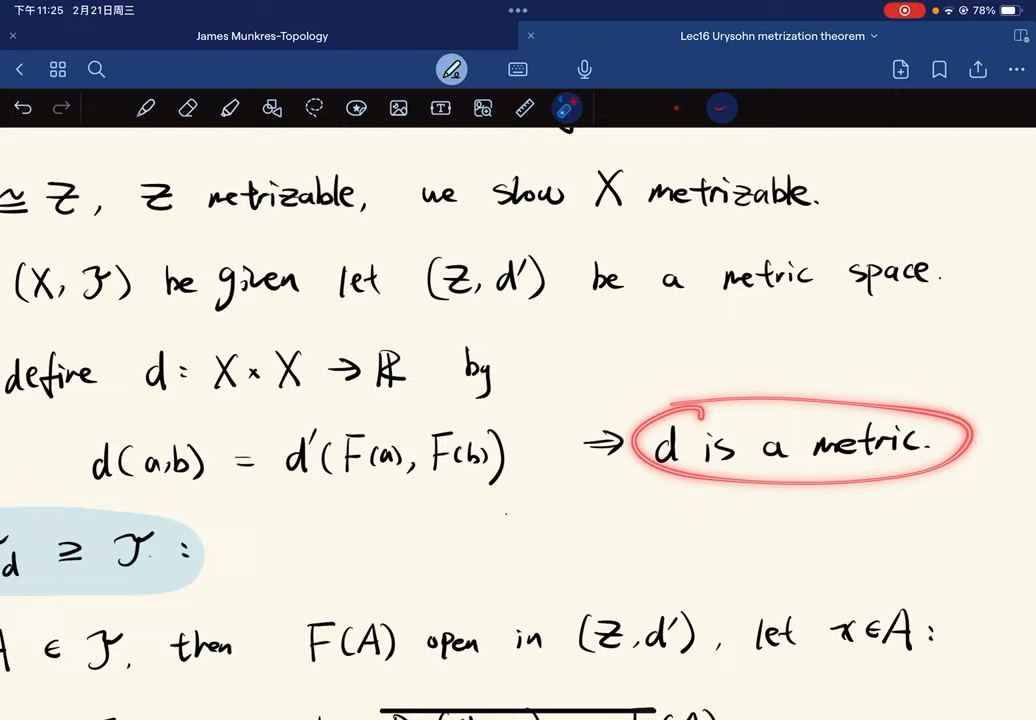 下午11:25 2月21日周三
78%
James Munkres-Topology
Lec16 Urysohn metrization theorem
≅ Z, Z metrizable, we show X metrizable.
(X, 𝒯) be given let (Z, d') be a metric space.
define d: X × X → ℝ by
d(a,b) = d'(F(a), F(b)) ⇒ d is a metric.
d ≥ 𝒯 :
A ∈ 𝒯, then F(A) open in (Z,d'), let x∈A: